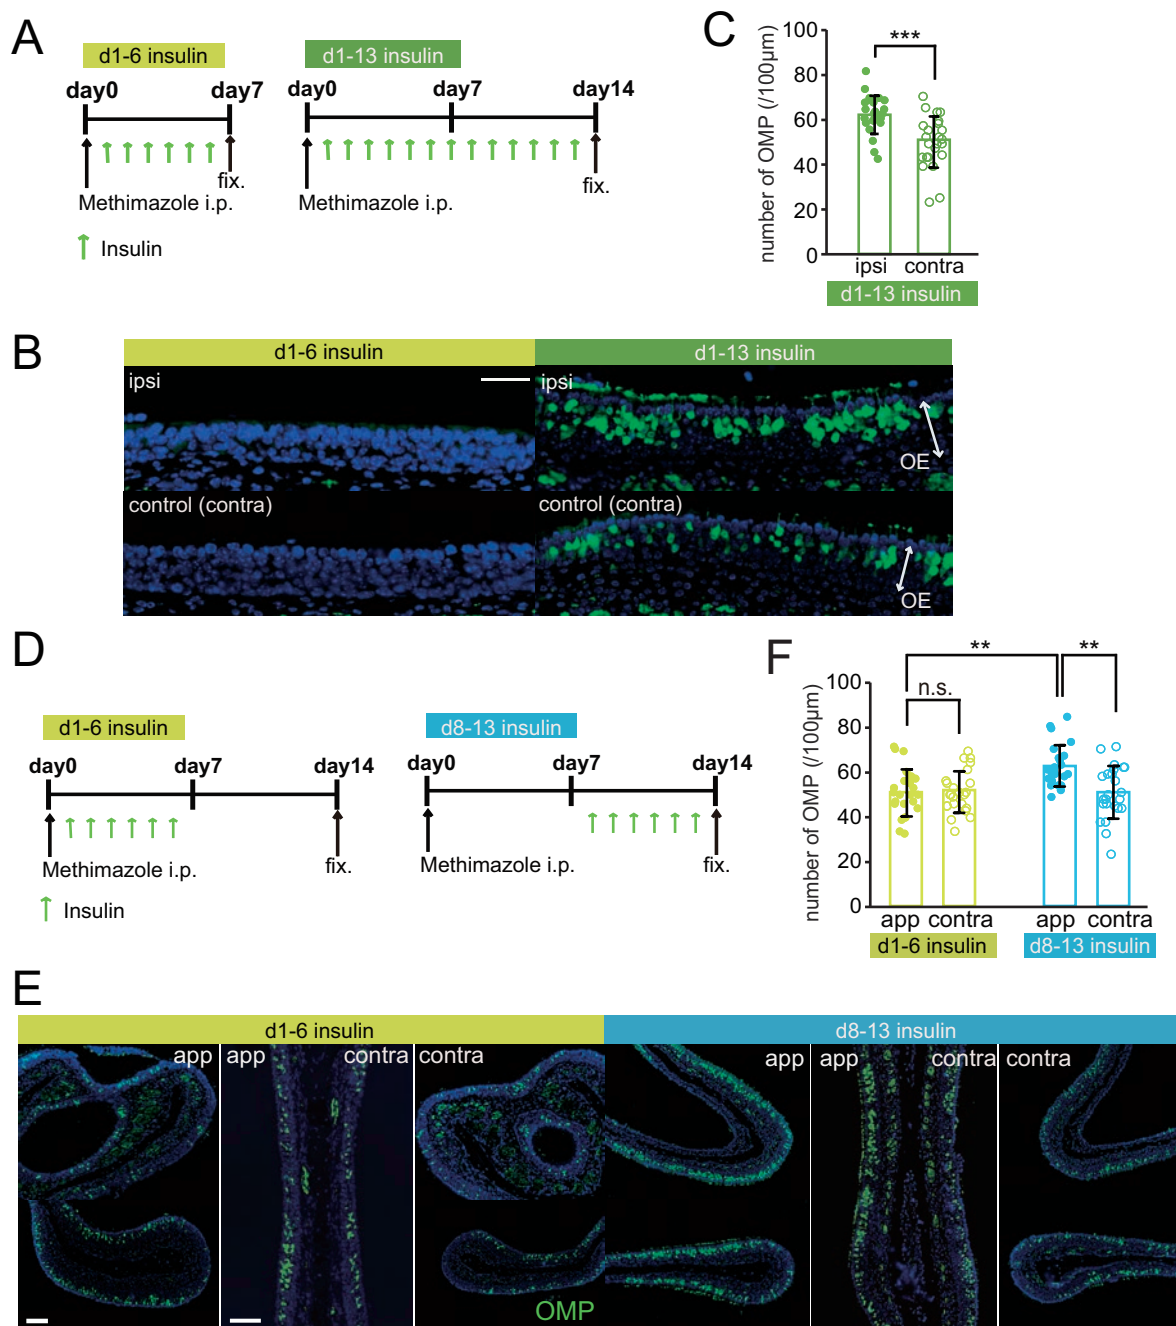 A
d1-6 insulin
d1-13 insulin
day0
day7
day0
day7
day14
fix.
fix.
Methimazole i.p.
Methimazole i.p.
Insulin
C
***
number of OMP (/100µm)
100
80
60
40
20
0
ipsi
contra
d1-13 insulin
B
d1-6 insulin
d1-13 insulin
ipsi
ipsi
OE
control (contra)
control (contra)
OE
D
d1-6 insulin
d8-13 insulin
day0
day7
day14
day0
day7
day14
Methimazole i.p.
fix.
Methimazole i.p.
fix.
Insulin
F
**
**
n.s.
number of OMP (/100µm)
100
80
60
40
20
0
app
contra
app
contra
d1-6 insulin
d8-13 insulin
E
d1-6 insulin
d8-13 insulin
app
app
contra
contra
app
app
contra
contra
OMP